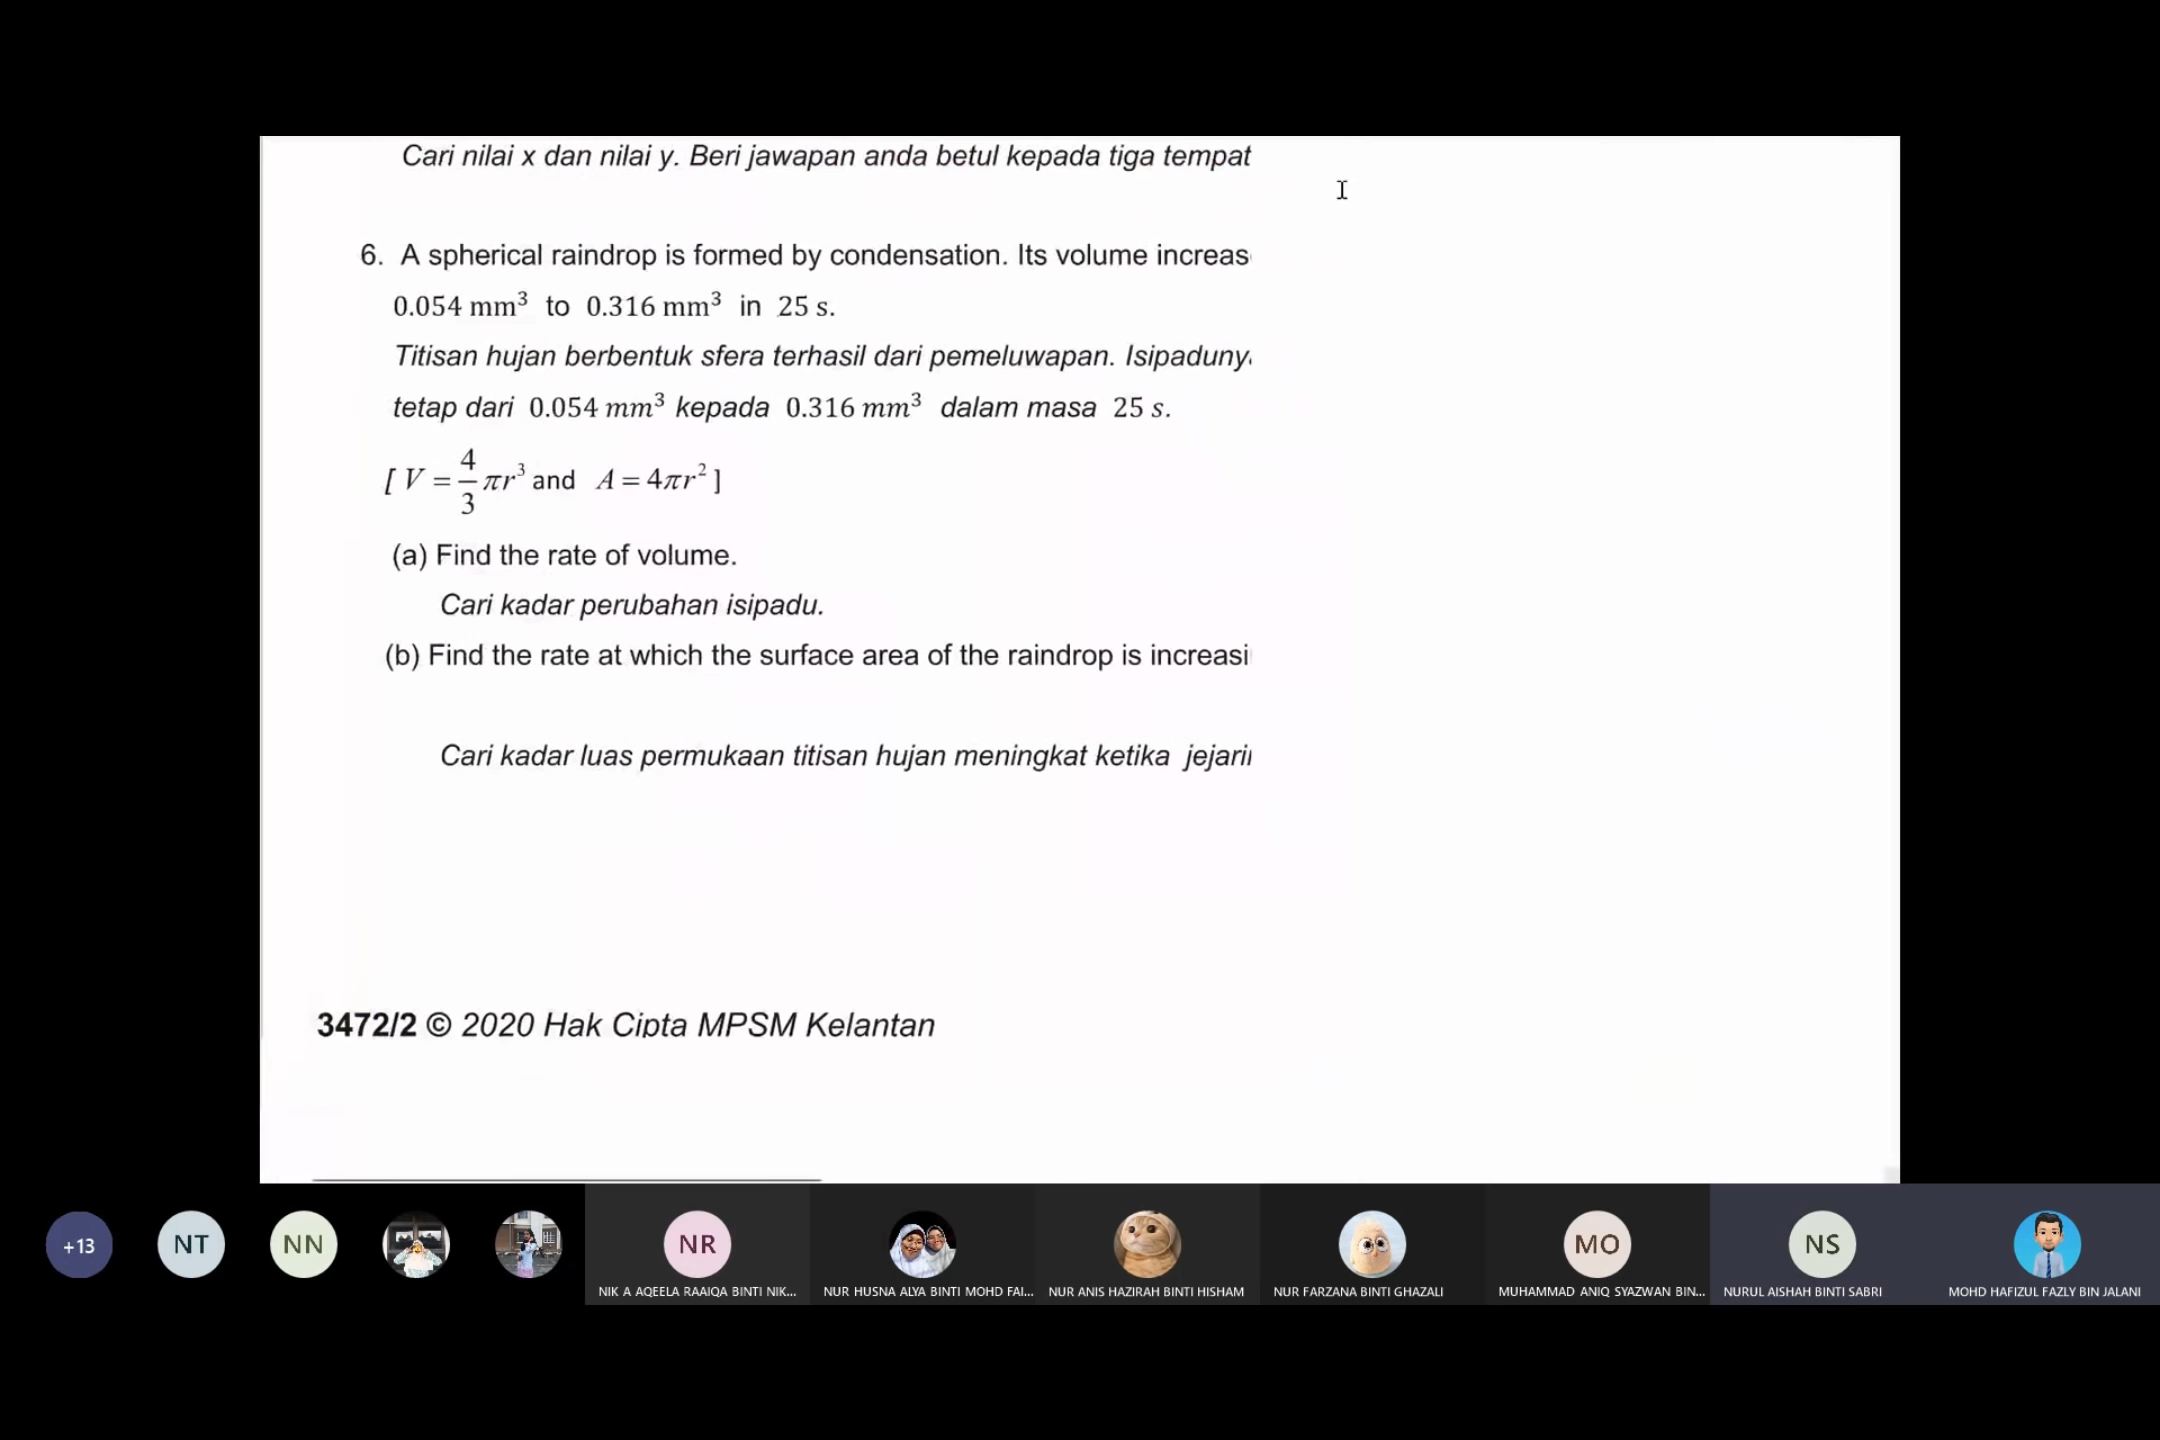 Cari nilai x dan nilai y. Beri jawapan anda betul kepada tiga tempat
6. A spherical raindrop is formed by condensation. Its volume increas
0.054 mm³ to 0.316 mm³ in 25 s.
Titisan hujan berbentuk sfera terhasil dari pemeluwapan. Isipaduny
tetap dari 0.054 mm³ kepada 0.316 mm³ dalam masa 25 s.
[ V = 4/3 πr³ and A = 4πr² ]
(a) Find the rate of volume.
Cari kadar perubahan isipadu.
(b) Find the rate at which the surface area of the raindrop is increasi
Cari kadar luas permukaan titisan hujan meningkat ketika jejari
3472/2 © 2020 Hak Cipta MPSM Kelantan
+13 NT NN NR MO NS
NIK A AQEELA RAAIQA BINTI NIK... NUR HUSNA ALYA BINTI MOHD FAI... NUR ANIS HAZIRAH BINTI HISHAM NUR FARZANA BINTI GHAZALI MUHAMMAD ANIQ SYAZWAN BIN... NURUL AISHAH BINTI SABRI MOHD HAFIZUL FAZLY BIN JALANI